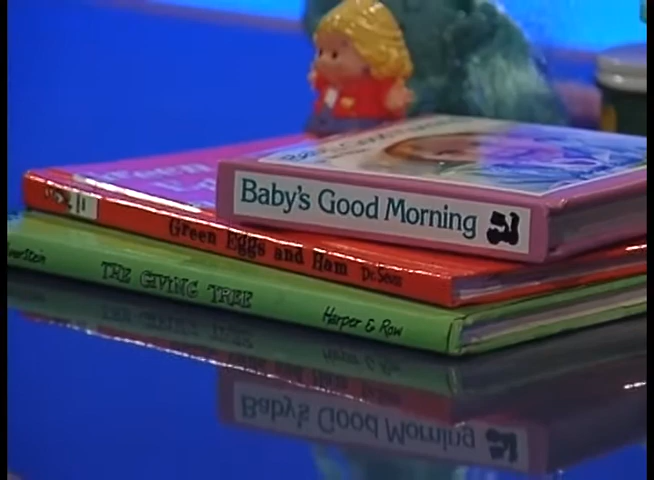 Baby's Good Morning
Green Eggs and Ham Dr. Seuss
THE GIVING TREE Harper & Row